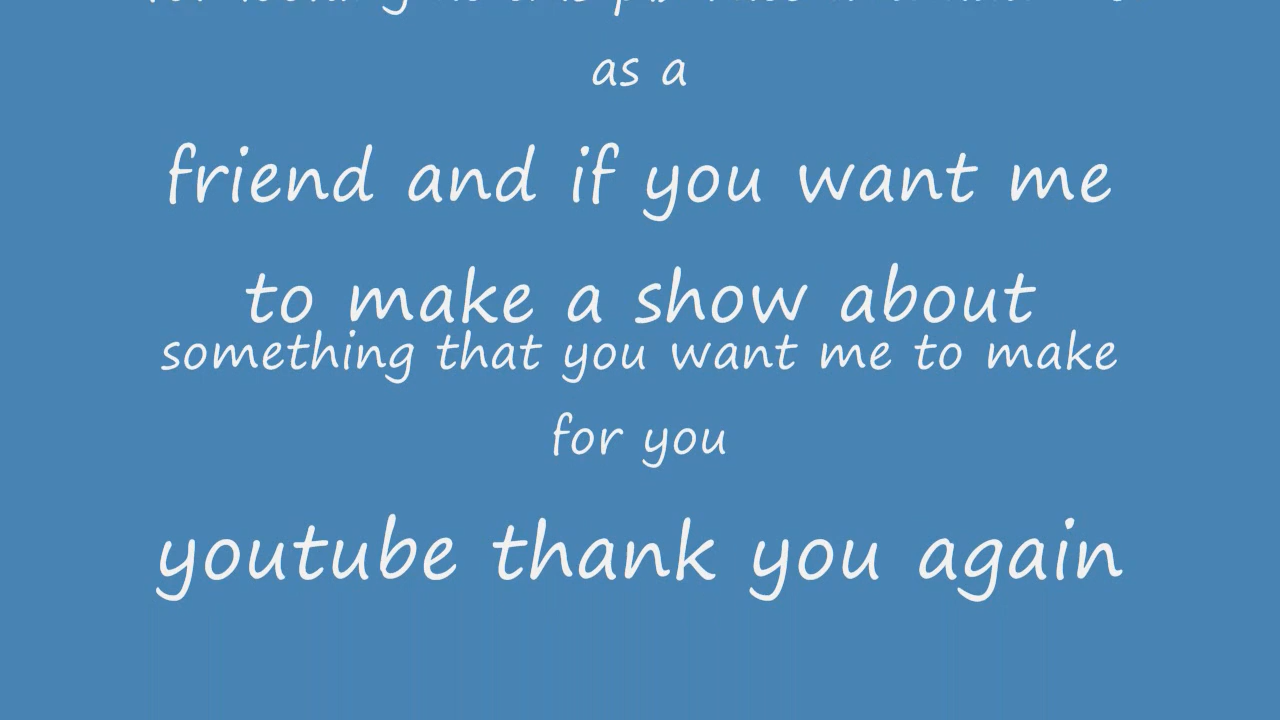 as a
friend and if you want me
to make a show about
something that you want me to make
for you
youtube thank you again